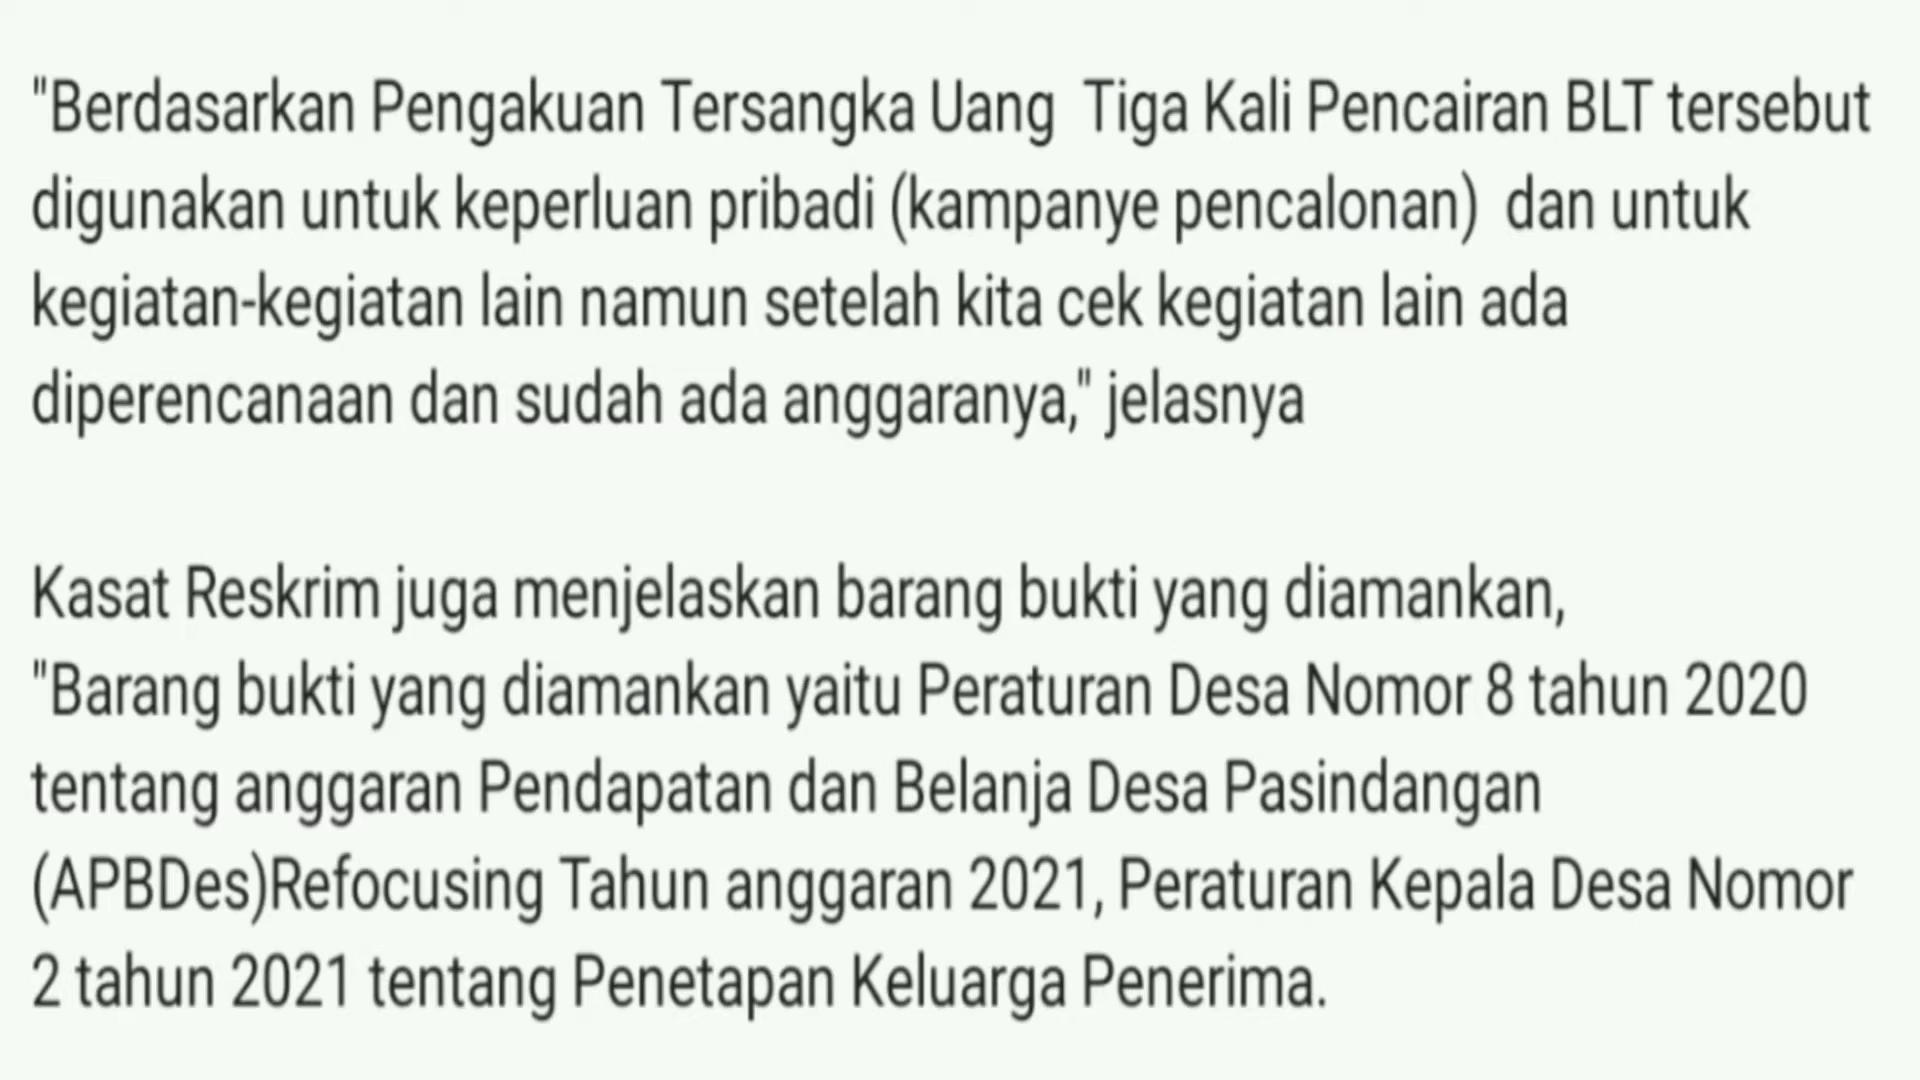 "Berdasarkan Pengakuan Tersangka Uang  Tiga Kali Pencairan BLT tersebut
digunakan untuk keperluan pribadi (kampanye pencalonan)  dan untuk
kegiatan-kegiatan lain namun setelah kita cek kegiatan lain ada
diperencanaan dan sudah ada anggaranya," jelasnya
Kasat Reskrim juga menjelaskan barang bukti yang diamankan,
"Barang bukti yang diamankan yaitu Peraturan Desa Nomor 8 tahun 2020
tentang anggaran Pendapatan dan Belanja Desa Pasindangan
(APBDes)Refocusing Tahun anggaran 2021, Peraturan Kepala Desa Nomor
2 tahun 2021 tentang Penetapan Keluarga Penerima.